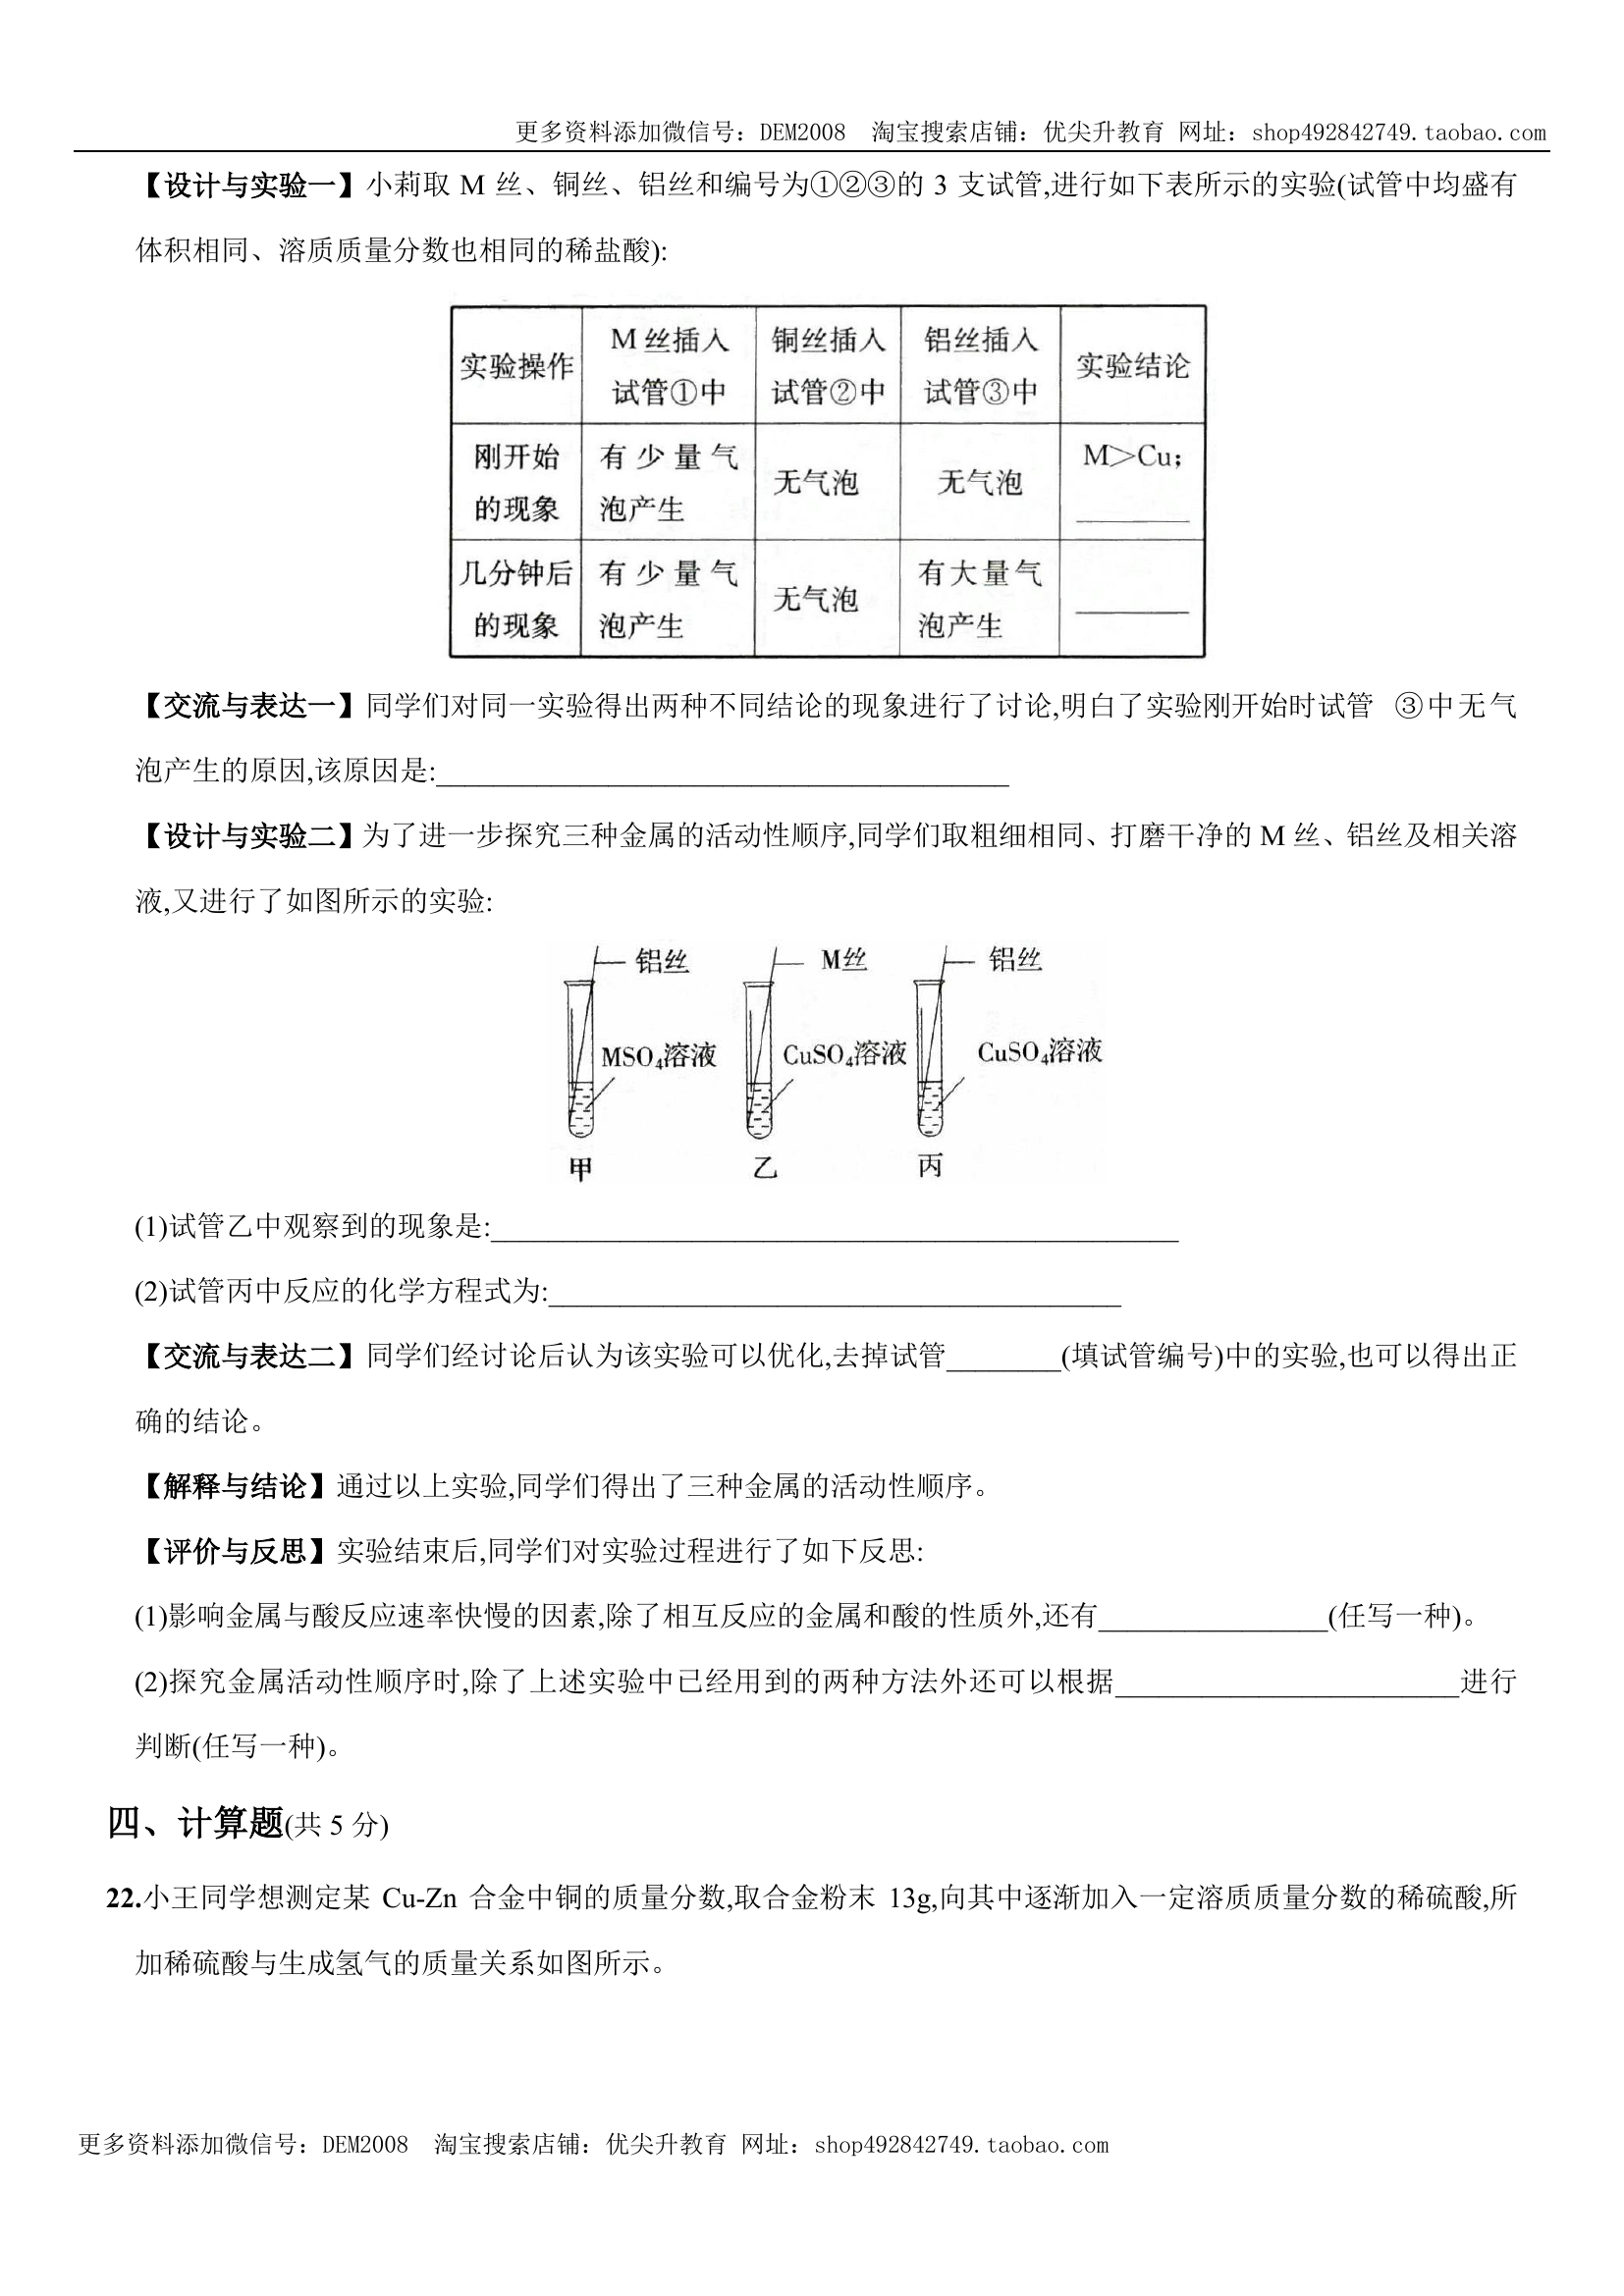 更多资料添加微信号：DEM2008　淘宝搜索店铺：优尖升教育 网址：shop492842749.taobao.com
【设计与实验一】小莉取 M 丝、铜丝、铝丝和编号为①②③的 3 支试管,进行如下表所示的实验(试管中均盛有
体积相同、溶质质量分数也相同的稀盐酸):
实验操作 M丝插入试管①中 铜丝插入试管②中 铝丝插入试管③中 实验结论
刚开始的现象 有少量气泡产生 无气泡 无气泡 M>Cu; ________
几分钟后的现象 有少量气泡产生 无气泡 有大量气泡产生 ________
【交流与表达一】同学们对同一实验得出两种不同结论的现象进行了讨论,明白了实验刚开始时试管 ③中无气
泡产生的原因,该原因是:________________________________________
【设计与实验二】为了进一步探究三种金属的活动性顺序,同学们取粗细相同、打磨干净的 M 丝、铝丝及相关溶
液,又进行了如图所示的实验:
铝丝 M丝 铝丝
MSO₄溶液 CuSO₄溶液 CuSO₄溶液
甲 乙 丙
(1)试管乙中观察到的现象是:________________________________________________
(2)试管丙中反应的化学方程式为:________________________________________
【交流与表达二】同学们经讨论后认为该实验可以优化,去掉试管________(填试管编号)中的实验,也可以得出正
确的结论。
【解释与结论】通过以上实验,同学们得出了三种金属的活动性顺序。
【评价与反思】实验结束后,同学们对实验过程进行了如下反思:
(1)影响金属与酸反应速率快慢的因素,除了相互反应的金属和酸的性质外,还有________________(任写一种)。
(2)探究金属活动性顺序时,除了上述实验中已经用到的两种方法外还可以根据________________________进行
判断(任写一种)。
四、计算题(共 5 分)
22.小王同学想测定某 Cu-Zn 合金中铜的质量分数,取合金粉末 13g,向其中逐渐加入一定溶质质量分数的稀硫酸,所
加稀硫酸与生成氢气的质量关系如图所示。
更多资料添加微信号：DEM2008　淘宝搜索店铺：优尖升教育 网址：shop492842749.taobao.com